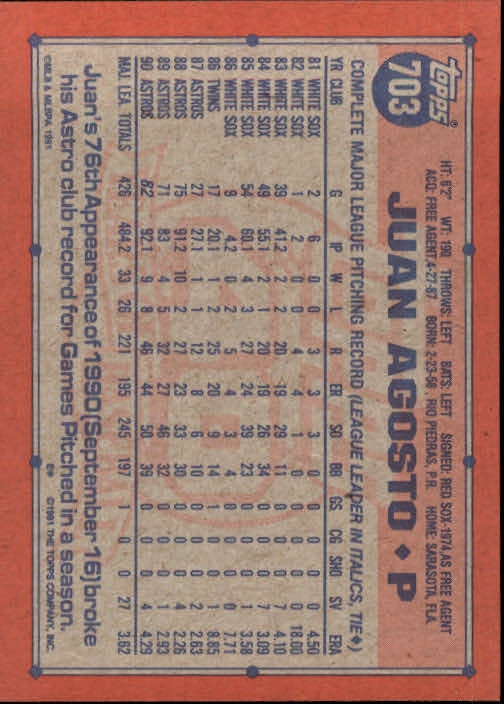 Topps®
703
JUAN AGOSTO ♦ P
HT: 6'2" WT: 190 THROWS: LEFT BATS: LEFT SIGNED: RED SOX-1974, AS FREE AGENT
ACQ: FREE AGENT, 4-27-87 BORN: 2-23-58, RIO PIEDRAS, P.R. HOME: SARASOTA, FLA.
COMPLETE MAJOR LEAGUE PITCHING RECORD (LEAGUE LEADER IN ITALICS, TIE♦)
YR CLUB G IP W L R ER SO BB GS CG SHO SV ERA
81 WHITE SOX 2 6 0 0 3 3 3 0 0 0 0 0 4.50
82 WHITE SOX 1 2 0 0 4 4 1 0 0 0 0 0 18.00
83 WHITE SOX 39 41.2 2 2 20 19 29 11 0 0 0 7 4.10
84 WHITE SOX 49 55.1 2 1 20 19 26 34 0 0 0 7 3.09
85 WHITE SOX 54 60.1 4 3 27 24 39 23 0 0 0 1 3.58
86 WHITE SOX 9 4.2 0 2 5 4 3 4 0 0 0 0 7.71
86 TWINS 17 20.1 1 2 25 20 9 14 1 0 0 1 8.85
87 ASTROS 27 27.1 1 1 12 8 6 10 0 0 0 2 2.63
88 ASTROS 75 91.2 10 2 27 23 33 30 0 0 0 4 2.26
89 ASTROS 71 83 4 5 32 27 46 32 0 0 0 1 2.93
90 ASTROS 82 92.1 9 8 46 44 50 39 0 0 0 4 4.29
MAJ. LEA. TOTALS 426 484.2 33 26 221 195 245 197 1 0 0 27 3.62
Juan's 76th Appearance of 1990 (September 16) broke
his Astro club record for Games Pitched in a season.
©MLB & MLBPA 1991
E* ©1991 THE TOPPS COMPANY, INC.